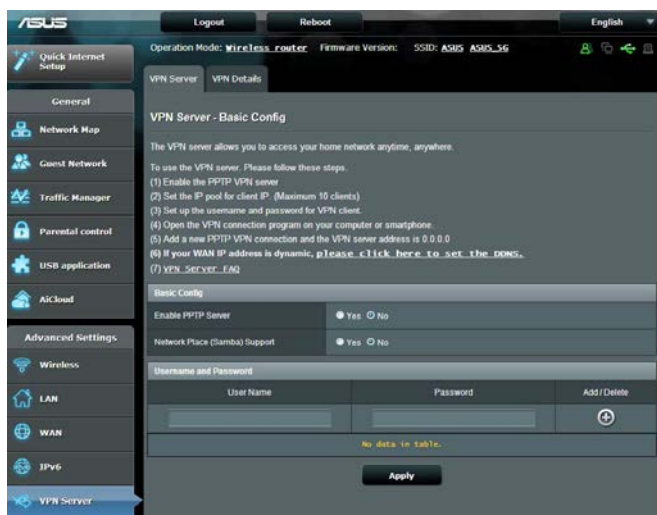 ASUS
Logout
Reboot
English
Quick Internet Setup
Operation Mode: Wireless router Firmware Version: SSID: ASUS ASUS_5G
VPN Server
VPN Details
General
Network Map
Guest Network
Traffic Manager
Parental control
USB application
AiCloud
Advanced Settings
Wireless
LAN
WAN
IPv6
VPN Server
VPN Server - Basic Config
The VPN server allows you to access your home network anytime, anywhere.
To use the VPN server. Please follow these steps.
(1) Enable the PPTP VPN server
(2) Set the IP pool for client IP. (Maximum 10 clients)
(3) Set up the username and password for VPN client.
(4) Open the VPN connection program on your computer or smartphone.
(5) Add a new PPTP VPN connection and the VPN server address is 0.0.0.0
(6) If your WAN IP address is dynamic, please click here to set the DDNS.
(7) VPN Server FAQ
Basic Config
Enable PPTP Server Yes No
Network Place (Samba) Support Yes No
Username and Password
User Name Password Add / Delete
No data in table.
Apply